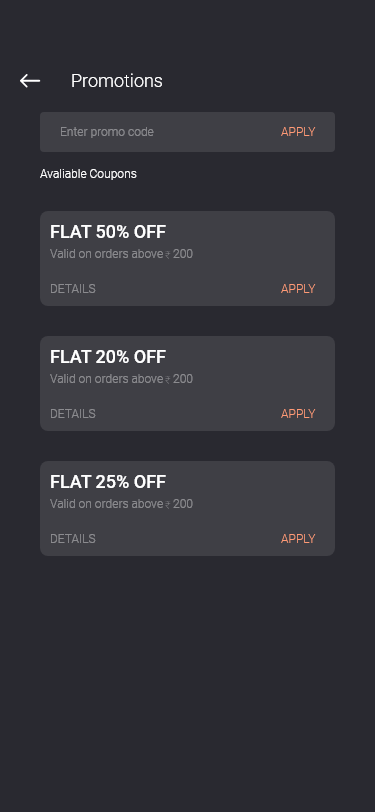 Promotions
Enter promo code APPLY
Avaliable Coupons
FLAT 50% OFF
Valid on orders above ₹ 200
DETAILS APPLY
FLAT 20% OFF
Valid on orders above ₹ 200
DETAILS APPLY
FLAT 25% OFF
Valid on orders above ₹ 200
DETAILS APPLY